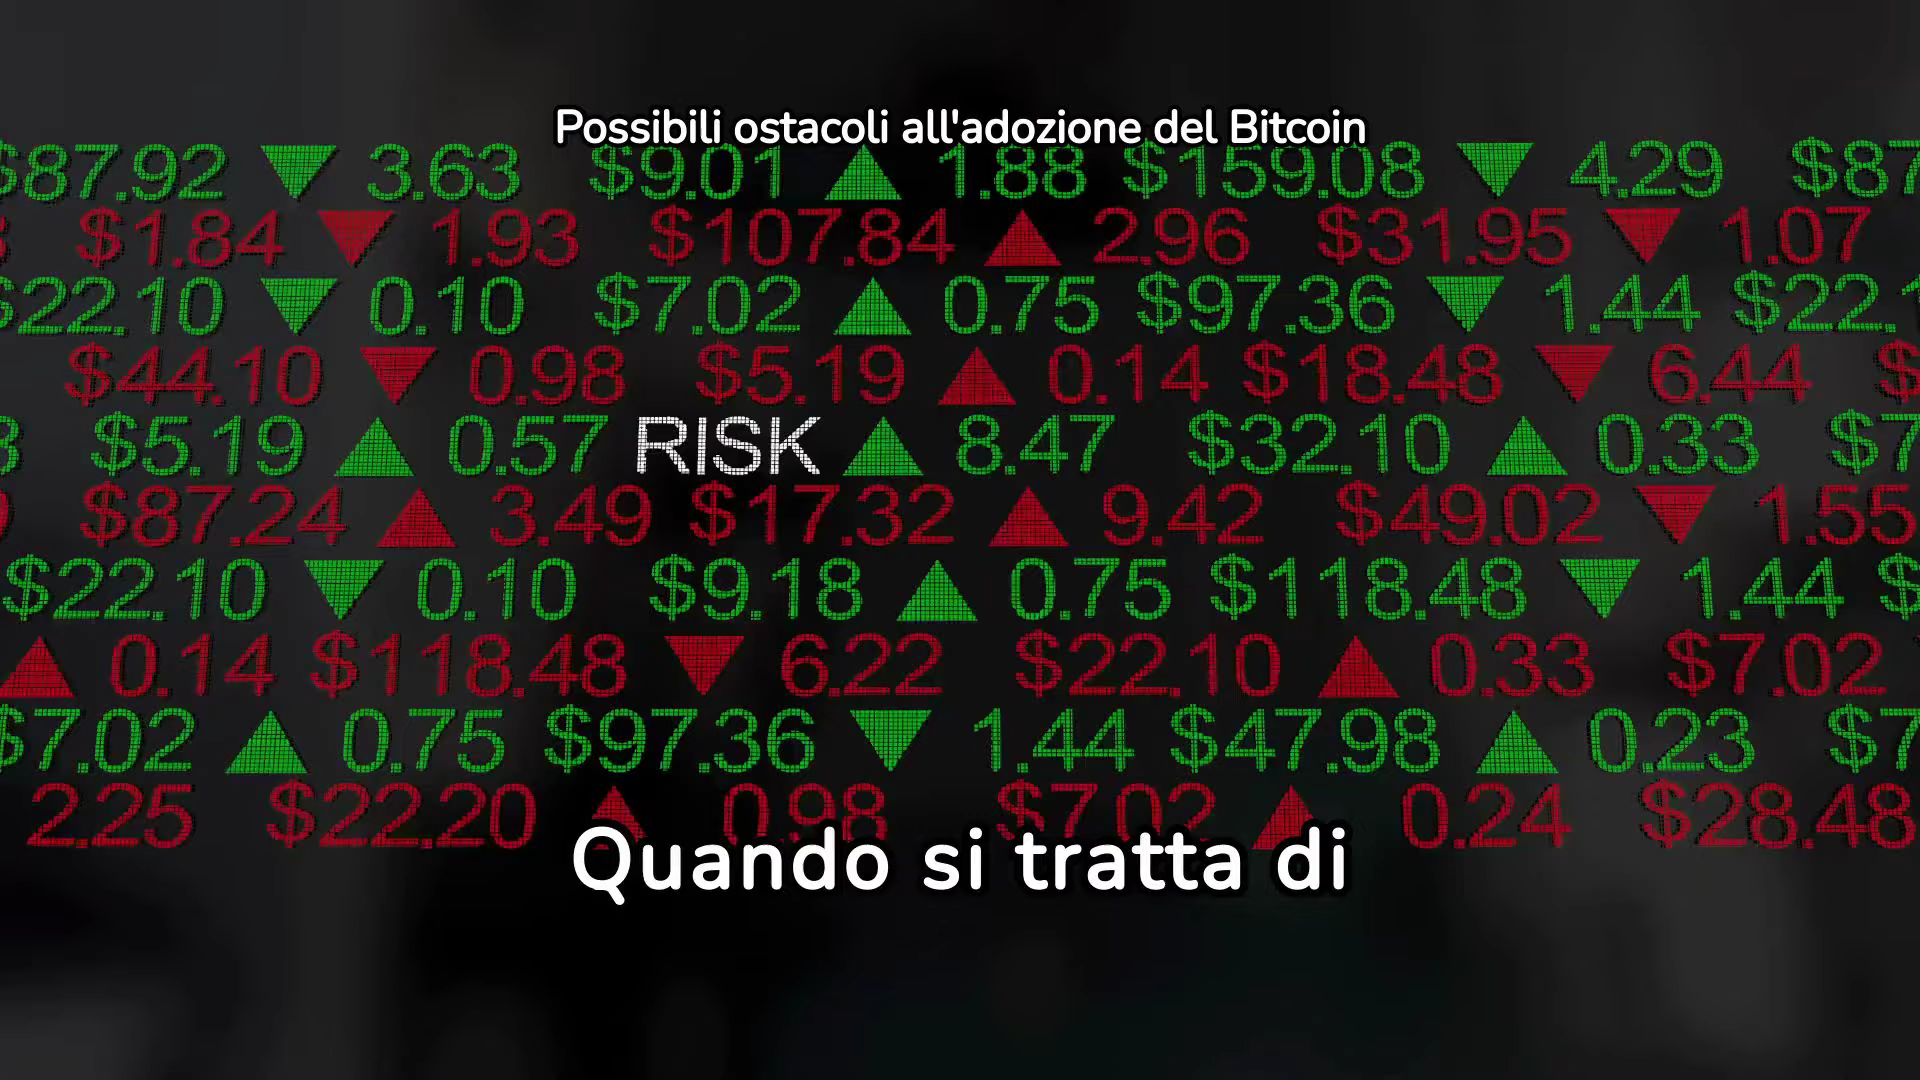 Possibili ostacoli all'adozione del Bitcoin
$87.92 ▼ 3.63 $9.01 ▲ 1.88 $159.08 ▼ 4.29 $87
$1.84 ▼ 1.93 $107.84 ▲ 2.96 $31.95 ▼ 1.07
$22.10 ▼ 0.10 $7.02 ▲ 0.75 $97.36 ▼ 1.44 $22.1
$44.10 ▼ 0.98 $5.19 ▲ 0.14 $18.48 ▼ 6.44 $
$5.19 ▲ 0.57 RISK ▲ 8.47 $32.10 ▲ 0.33 $7
$87.24 ▲ 3.49 $17.32 ▲ 9.42 $49.02 ▼ 1.55
$22.10 ▼ 0.10 $9.18 ▲ 0.75 $118.48 ▼ 1.44 $
▲ 0.14 $118.48 ▼ 6.22 $22.10 ▲ 0.33 $7.02
$7.02 ▲ 0.75 $97.36 ▼ 1.44 $47.98 ▲ 0.23 $7
2.25 $22.20 ▲ 0.98 $7.02 ▲ 0.24 $28.48
Quando si tratta di